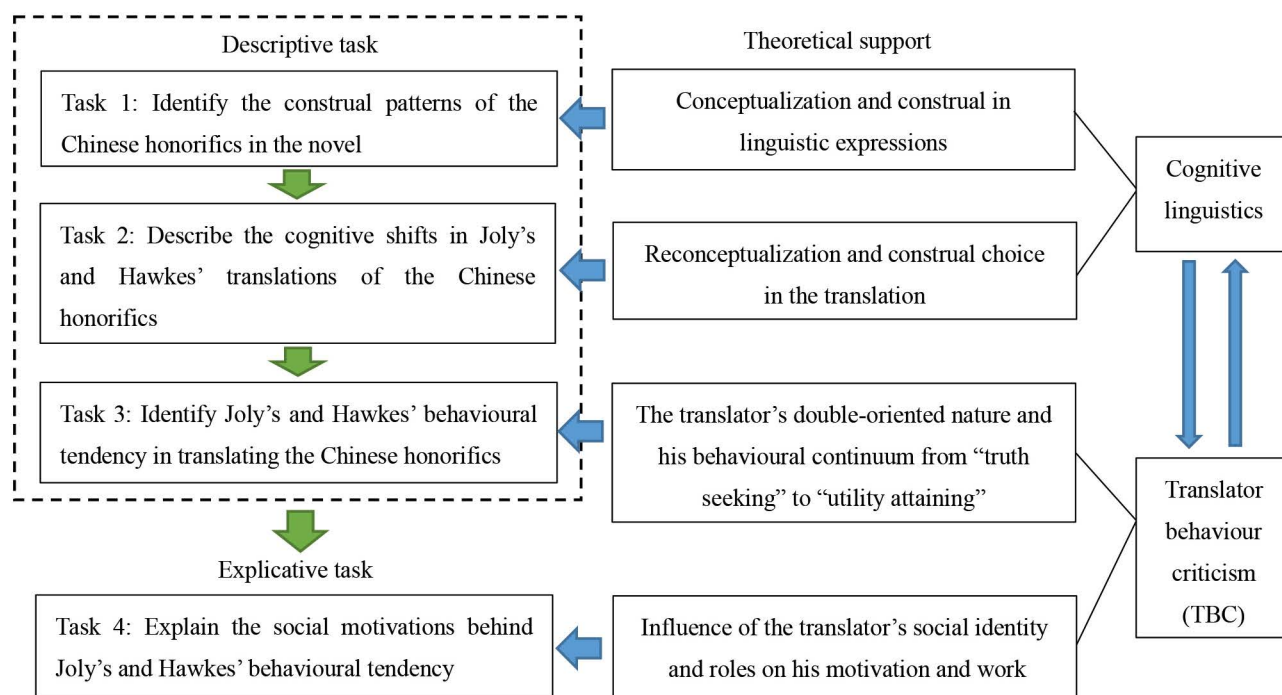 Descriptive task
Task 1: Identify the construal patterns of the
Chinese honorifics in the novel
Task 2: Describe the cognitive shifts in Joly’s
and Hawkes’ translations of the Chinese
honorifics
Task 3: Identify Joly’s and Hawkes’ behavioural
tendency in translating the Chinese honorifics
Explicative task
Task 4: Explain the social motivations behind
Joly’s and Hawkes’ behavioural tendency
Theoretical support
Conceptualization and construal in
linguistic expressions
Reconceptualization and construal choice
in the translation
The translator’s double-oriented nature and
his behavioural continuum from “truth
seeking” to “utility attaining”
Influence of the translator’s social identity
and roles on his motivation and work
Cognitive
linguistics
Translator
behaviour
criticism
(TBC)